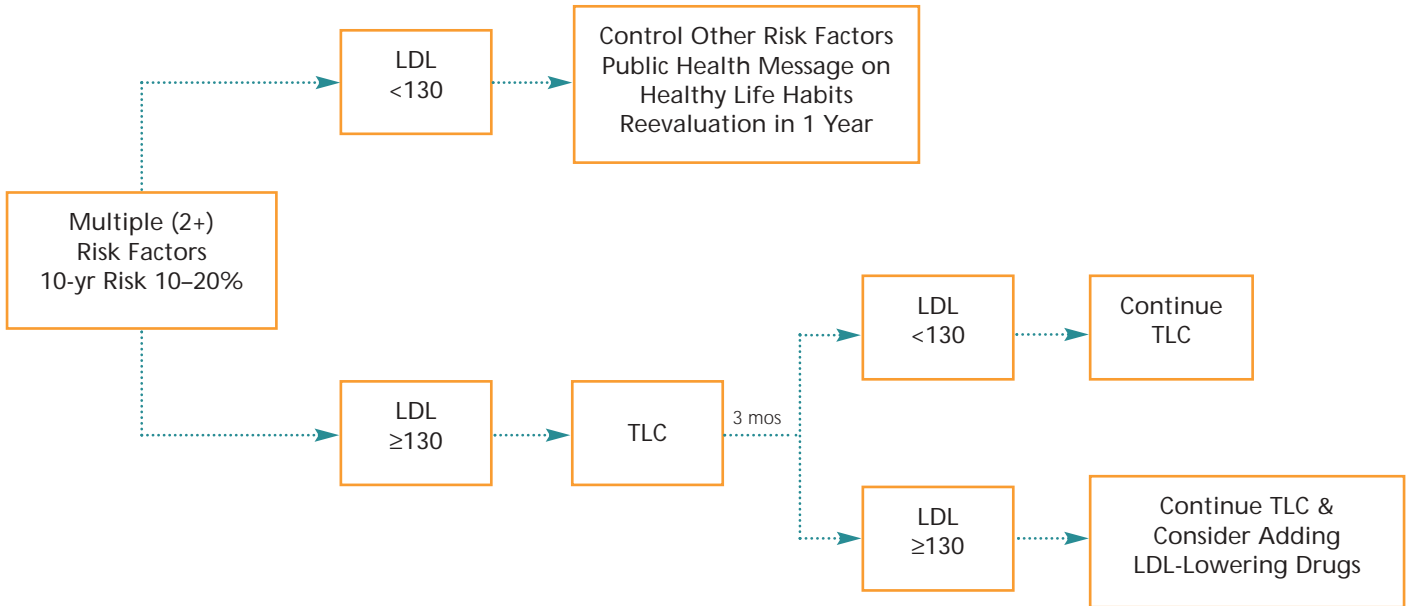 LDL
<130
Control Other Risk Factors
Public Health Message on
Healthy Life Habits
Reevaluation in 1 Year
Multiple (2+)
Risk Factors
10-yr Risk 10–20%
LDL
≥130
TLC
3 mos
LDL
<130
Continue
TLC
LDL
≥130
Continue TLC &
Consider Adding
LDL-Lowering Drugs